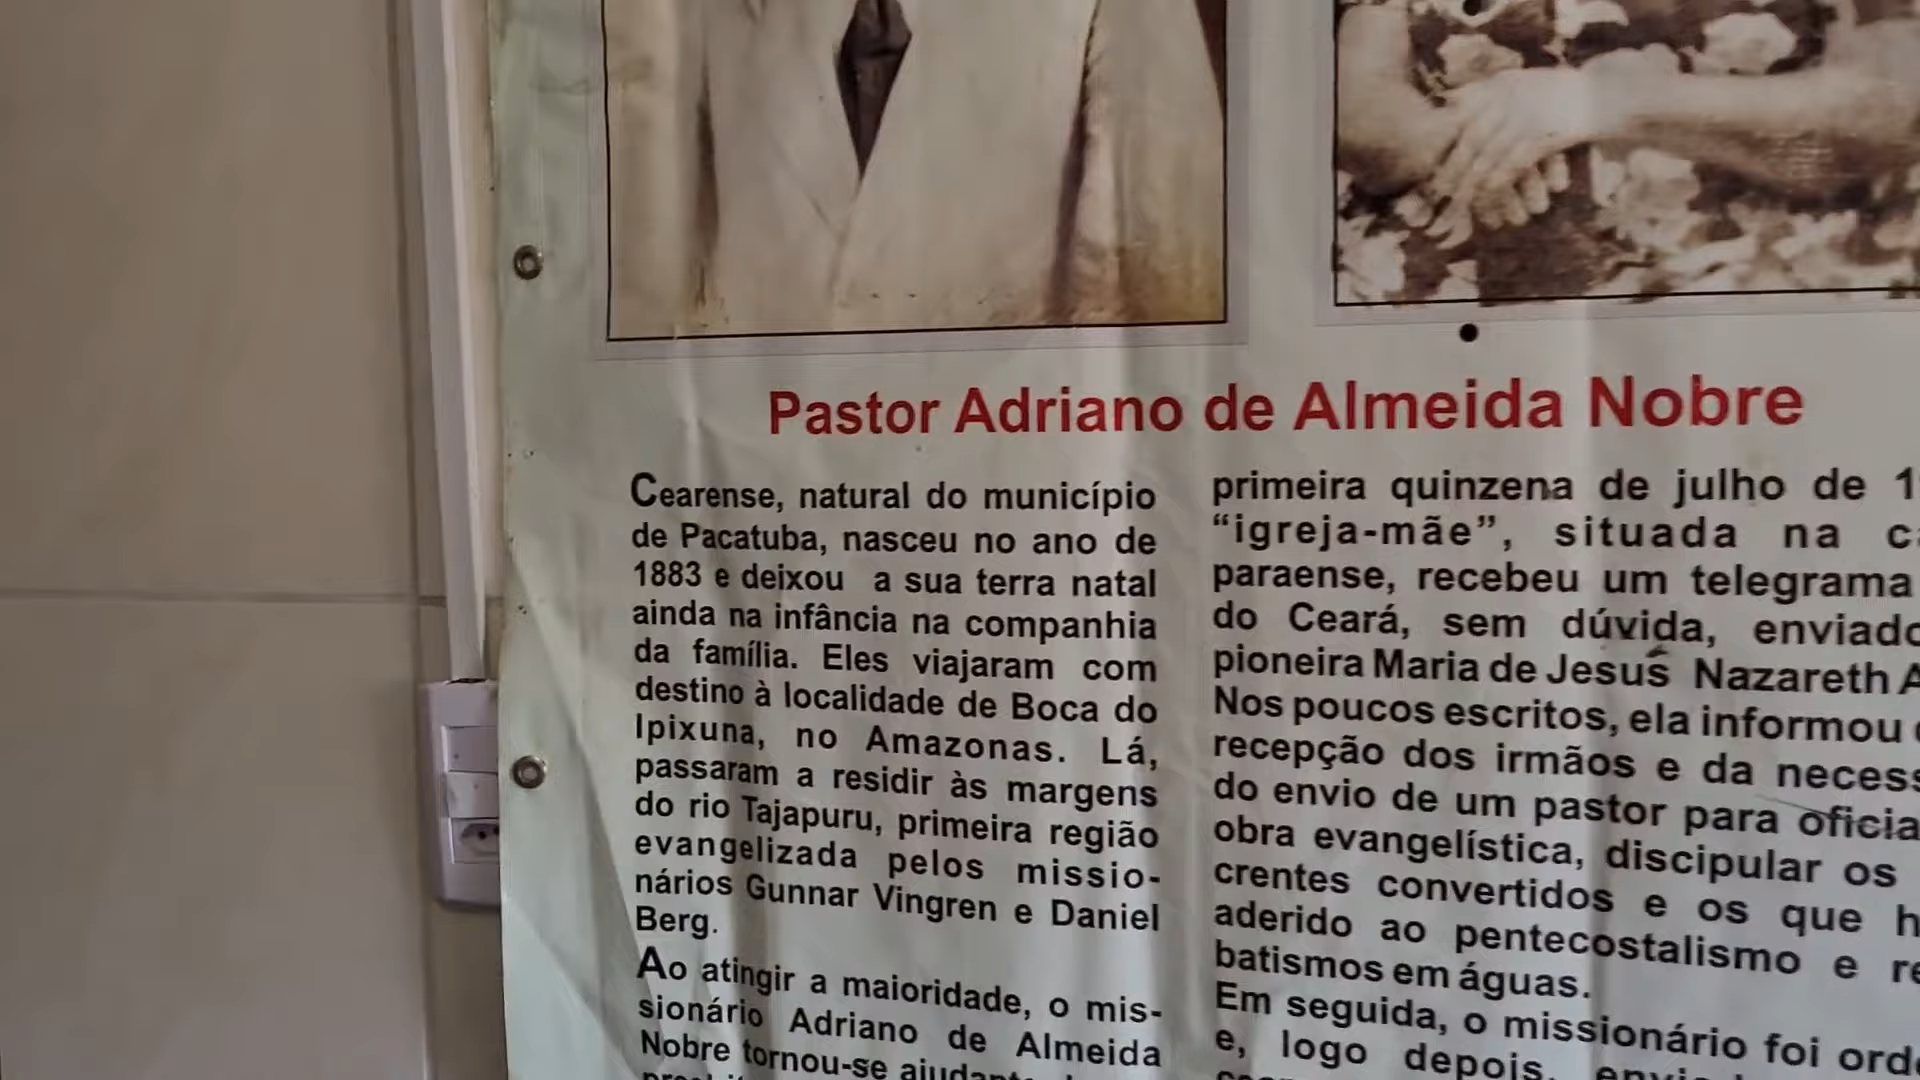 Pastor Adriano de Almeida Nobre
Cearense, natural do município
de Pacatuba, nasceu no ano de
1883 e deixou a sua terra natal
ainda na infância na companhia
da família. Eles viajaram com
destino à localidade de Boca do
Ipixuna, no Amazonas. Lá,
passaram a residir às margens
do rio Tajapuru, primeira região
evangelizada pelos missio-
nários Gunnar Vingren e Daniel
Berg.
Ao atingir a maioridade, o mis-
sionário Adriano de Almeida
Nobre tornou-se
primeira quinzena de julho de
“igreja-mãe”, situada na
paraense, recebeu um telegrama
do Ceará, sem dúvida,
pioneira Maria de Jesus Nazareth
Nos poucos escritos, ela informou
recepção dos irmãos e da
do envio de um pastor para
obra evangelística, discipular os
crentes convertidos e os que
aderido ao pentecostalismo e
batismos em águas.
Em seguida, o missionário foi
e, logo depois,